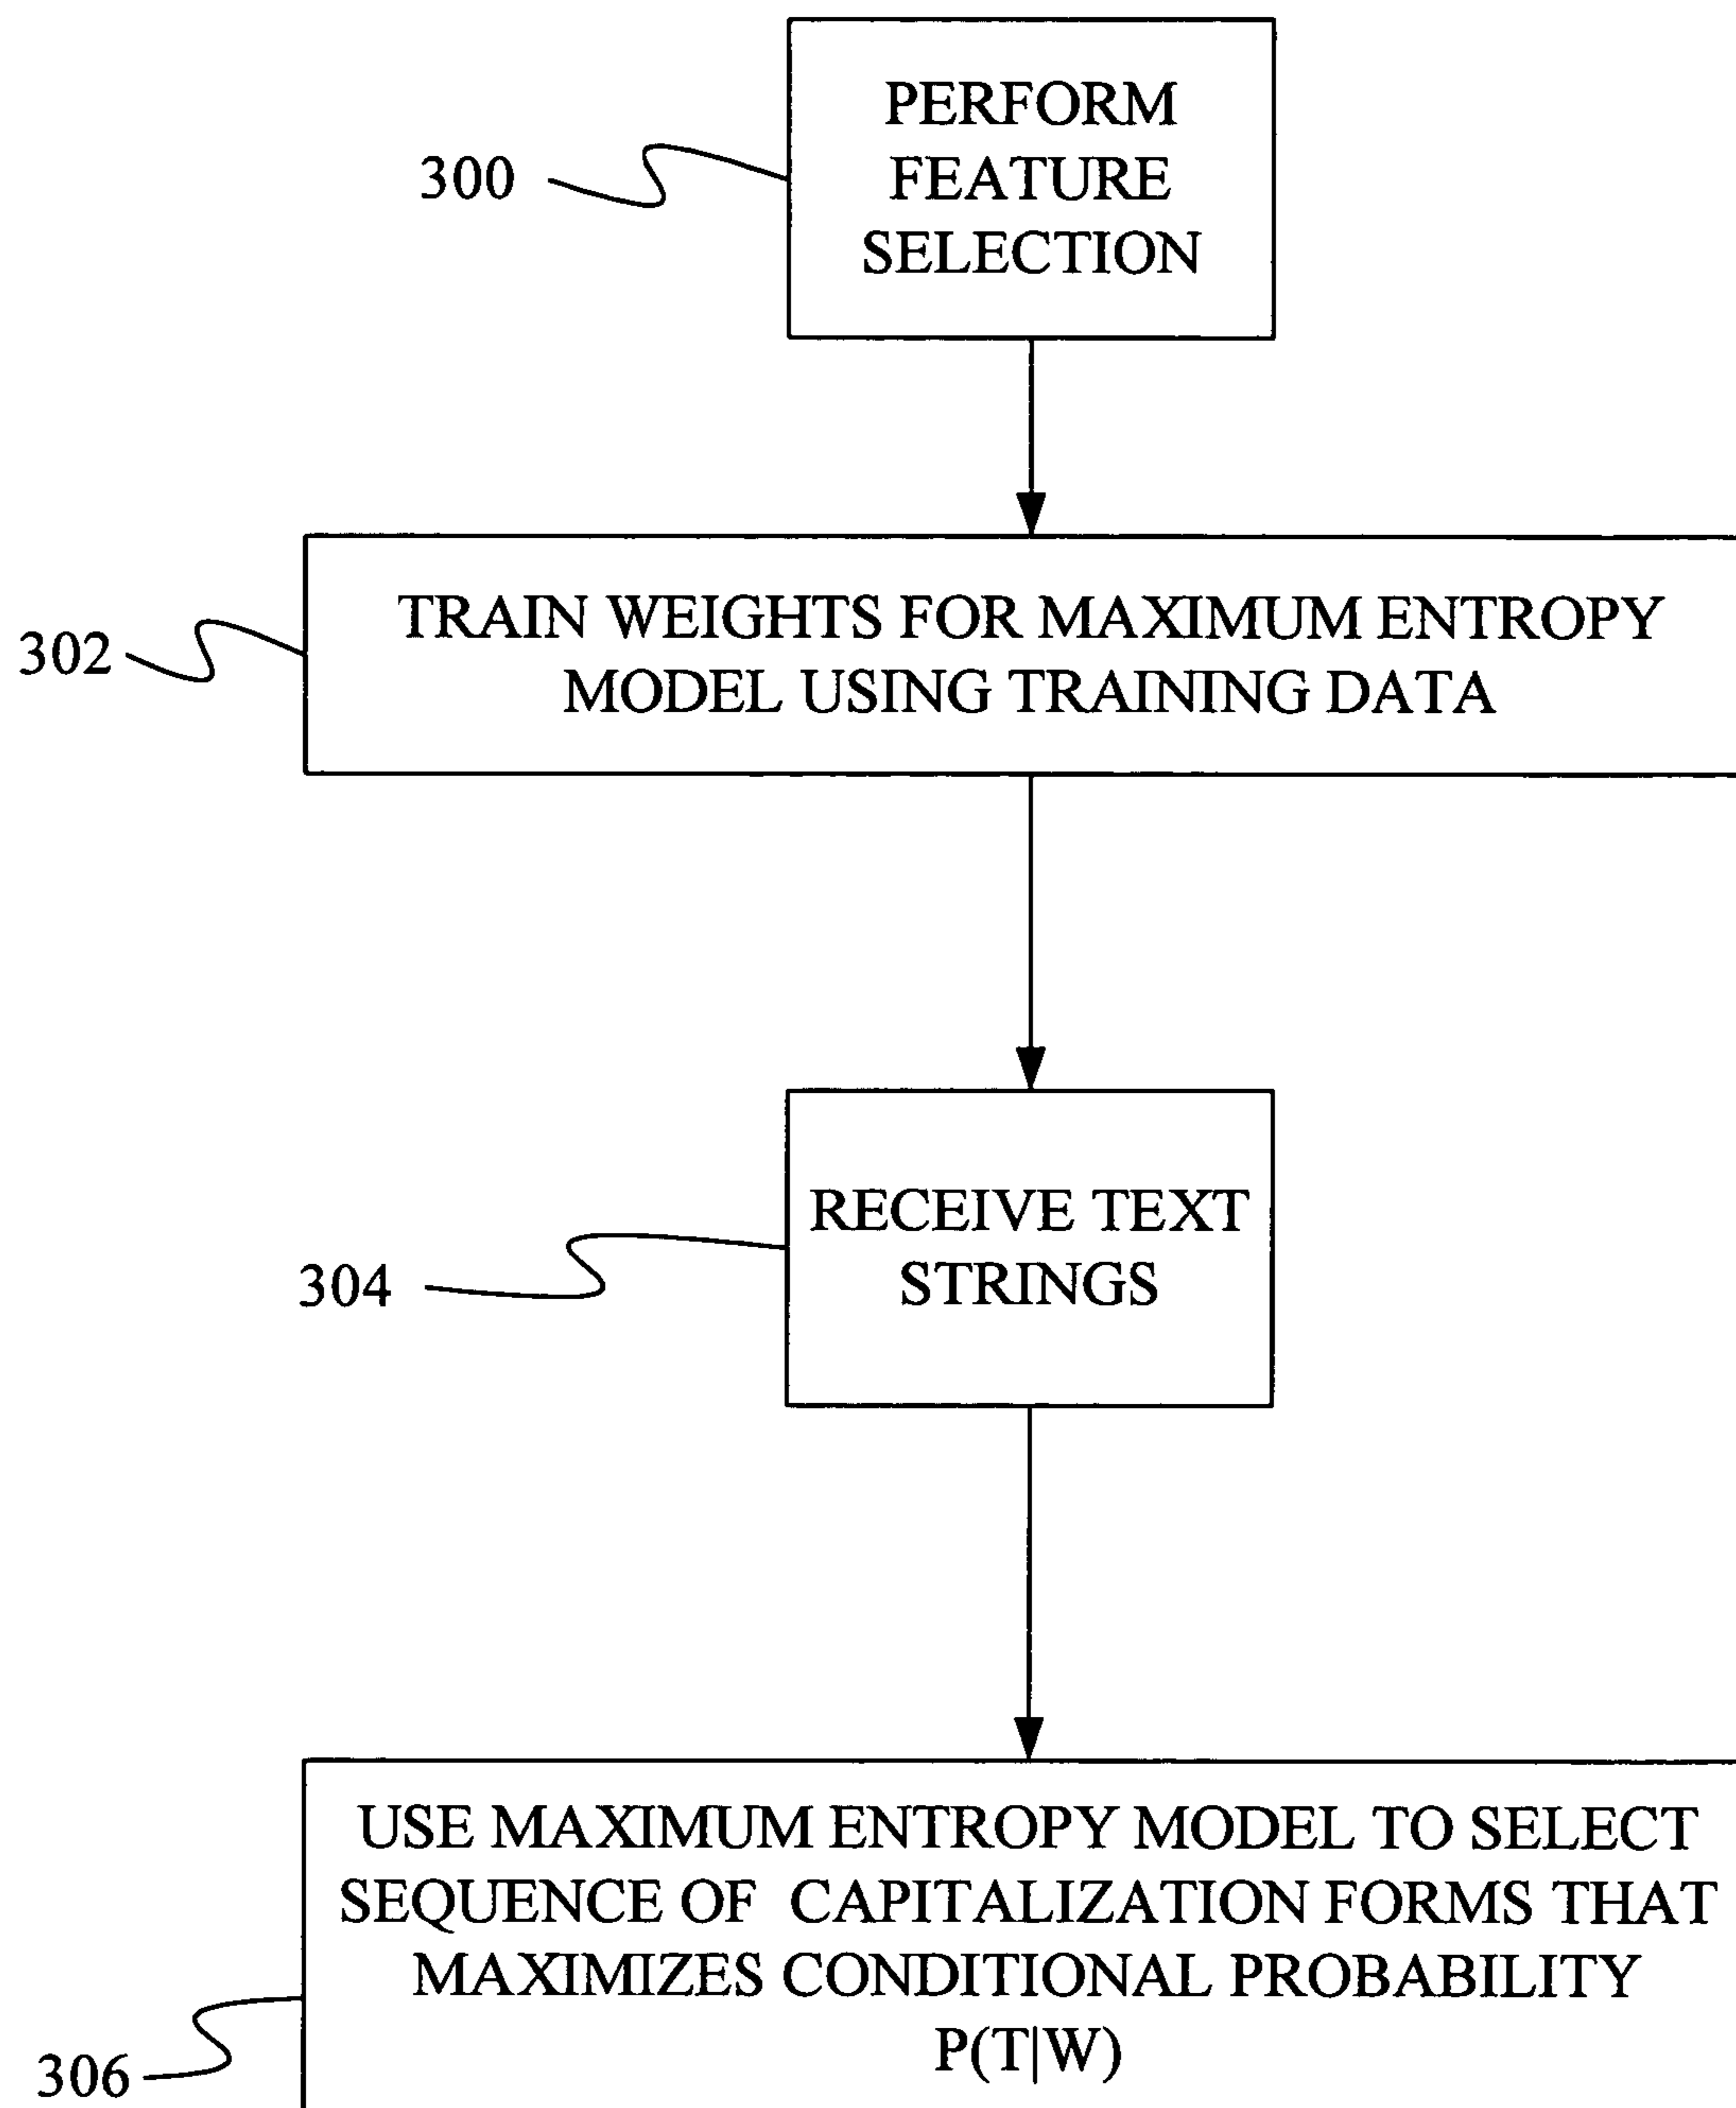 PERFORM
FEATURE
SELECTION
300
TRAIN WEIGHTS FOR MAXIMUM ENTROPY
MODEL USING TRAINING DATA
302
RECEIVE TEXT
STRINGS
304
USE MAXIMUM ENTROPY MODEL TO SELECT
SEQUENCE OF CAPITALIZATION FORMS THAT
MAXIMIZES CONDITIONAL PROBABILITY
P(T|W)
306